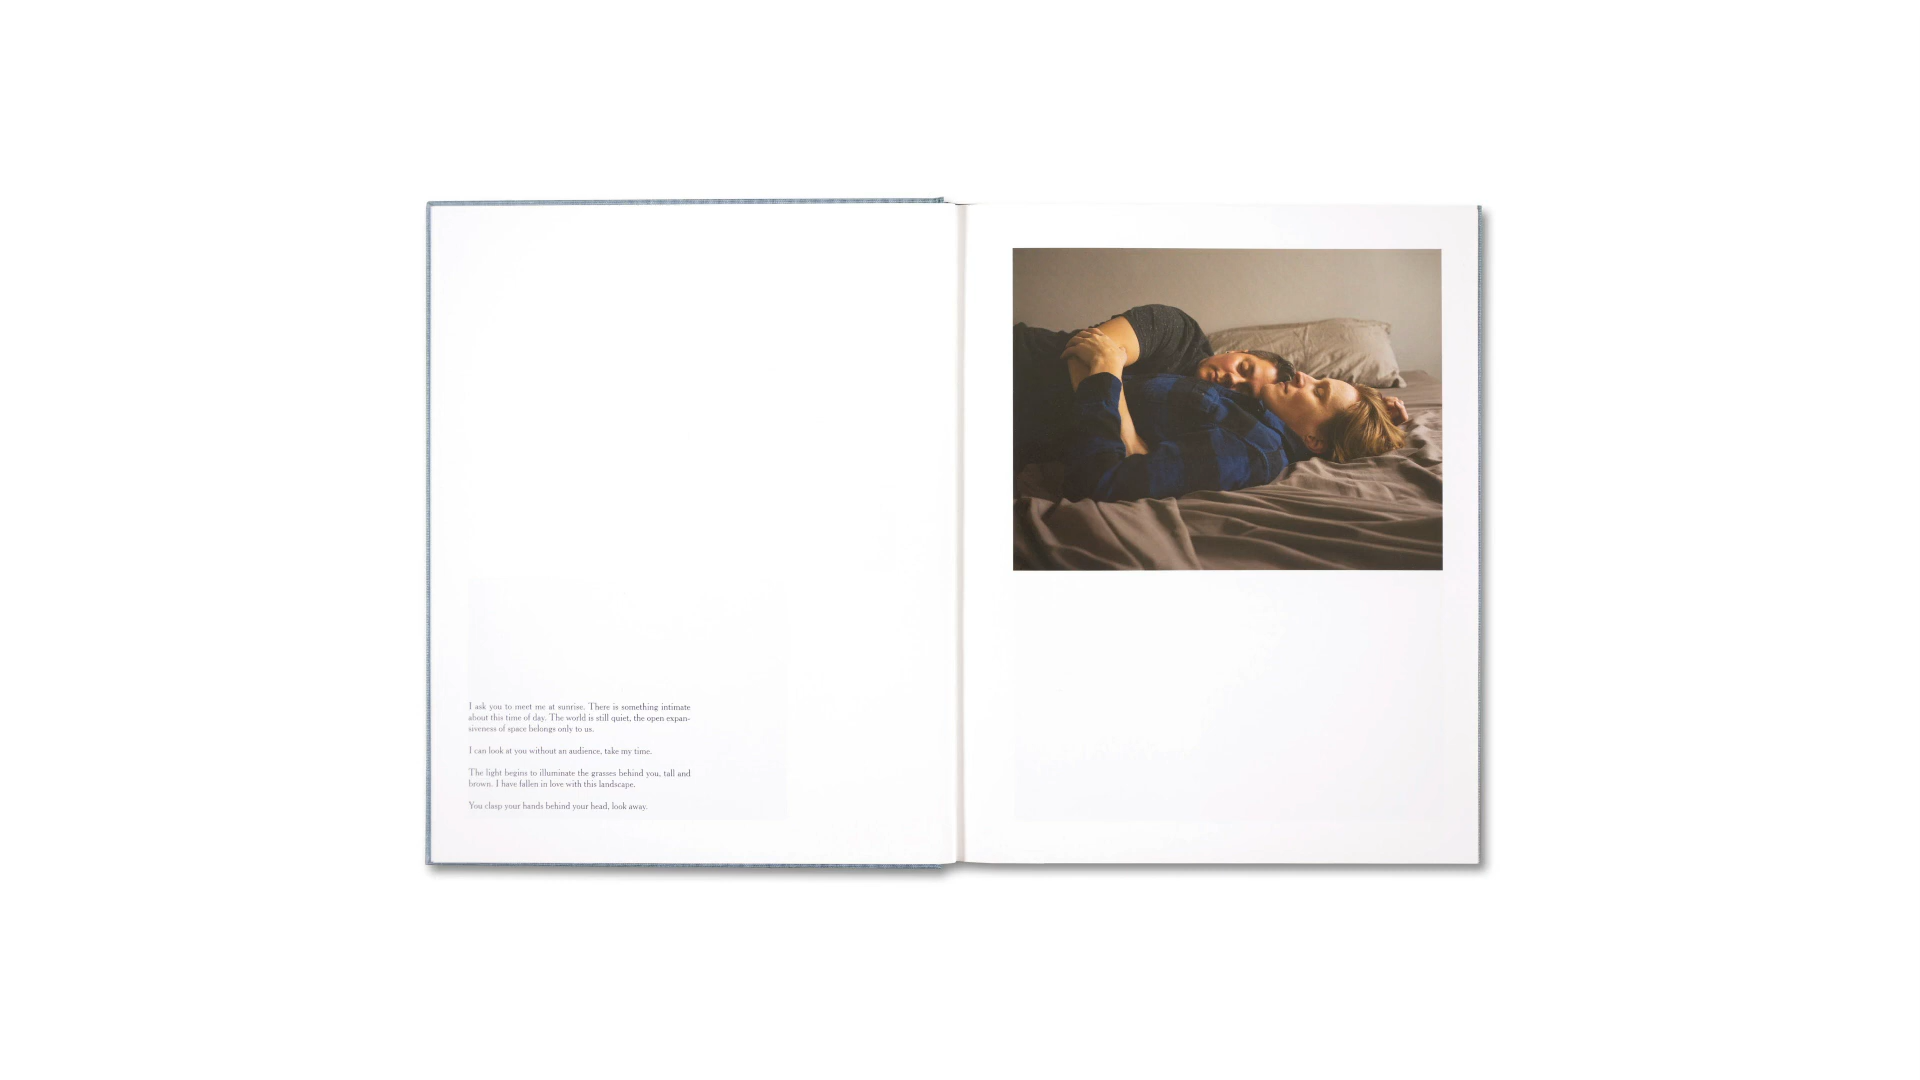 I ask you to meet me at sunrise. There is something intimate
about this time of day. The world is still quiet, the open expan-
siveness of space belongs only to us.
I can look at you without an audience, take my time.
The light begins to illuminate the grasses behind you, tall and
brown. I have fallen in love with this landscape.
You clasp your hands behind your head, look away.